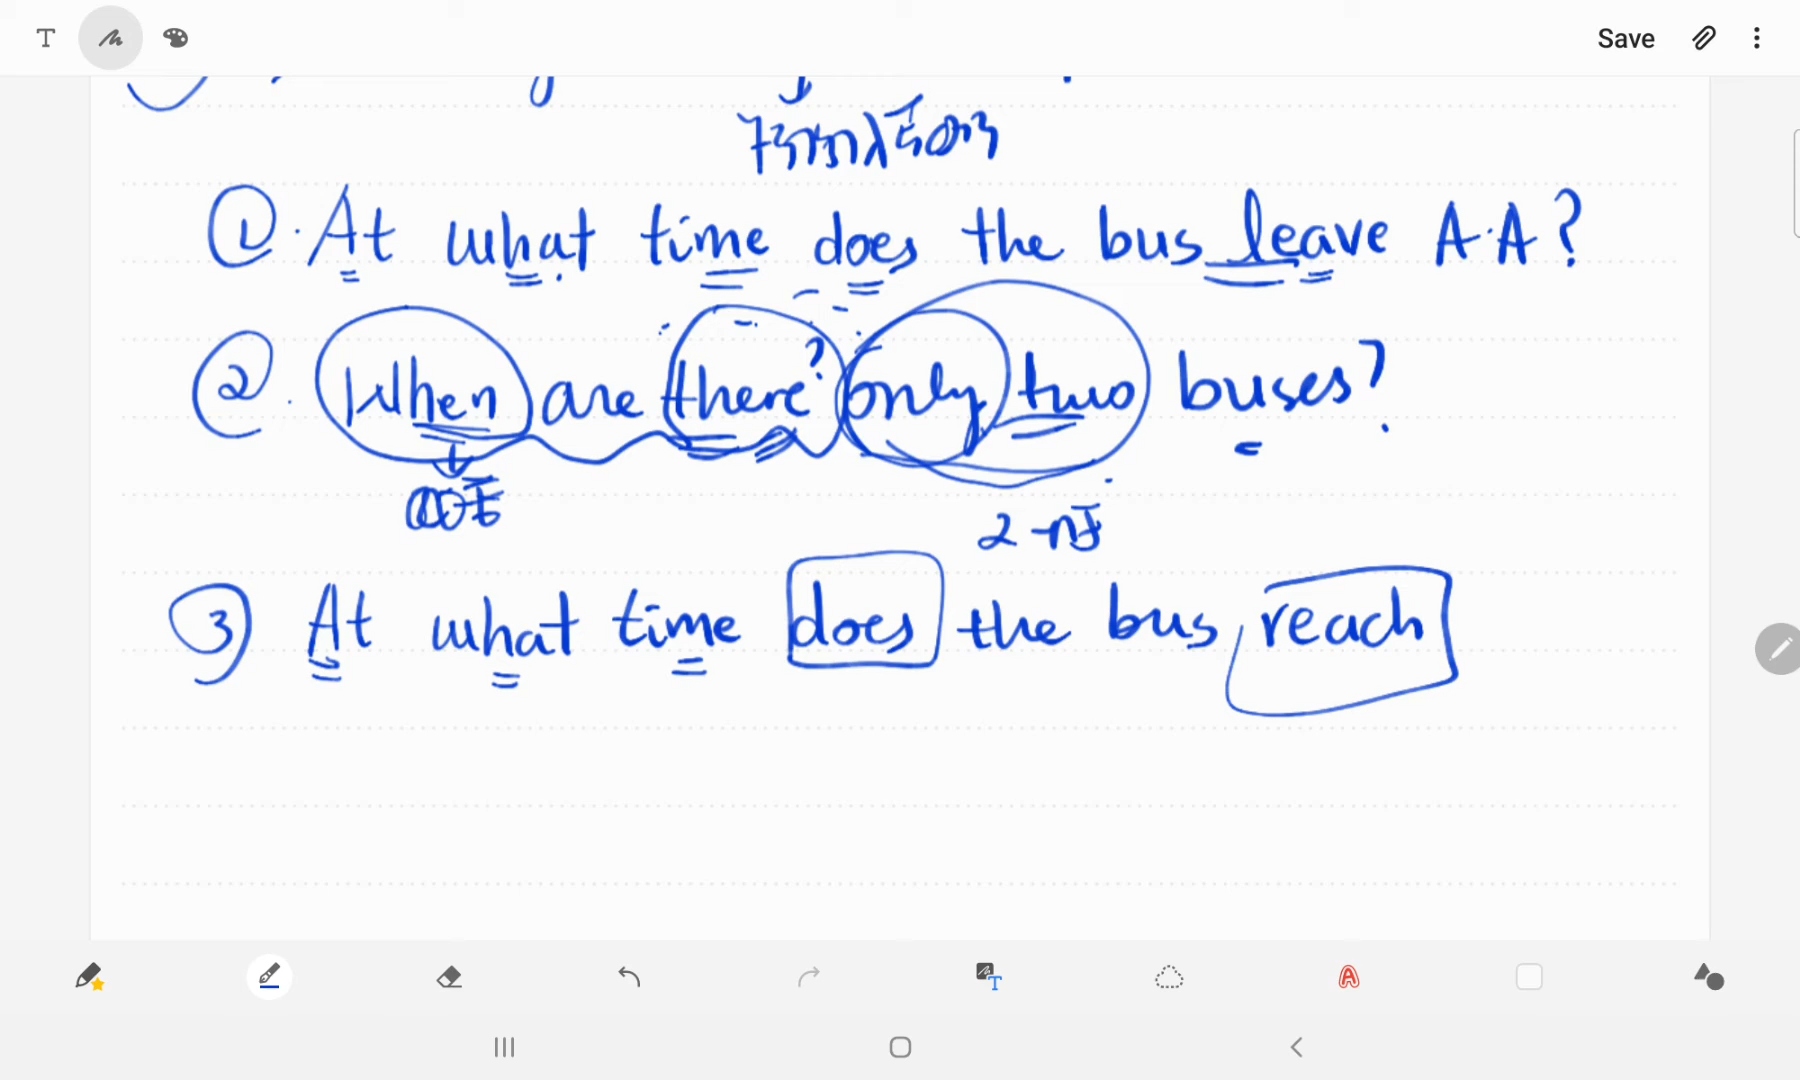 Save
① At what time does the bus leave A.A?
② When are there? only two buses?
2
③ At what time does the bus reach